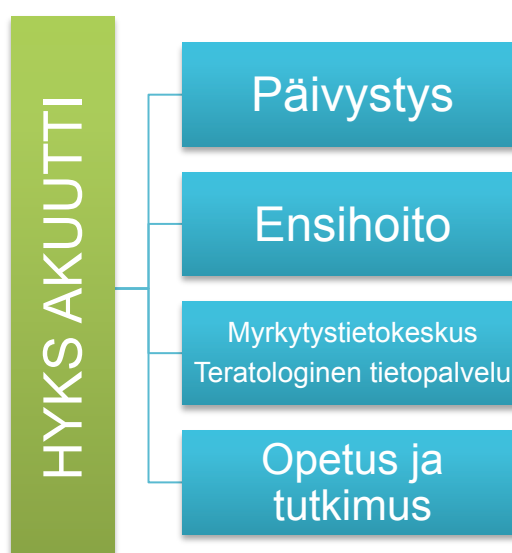 HYKS AKUUTTI
Päivystys
Ensihoito
Myrkytystietokeskus
Teratologinen tietopalvelu
Opetus ja
tutkimus